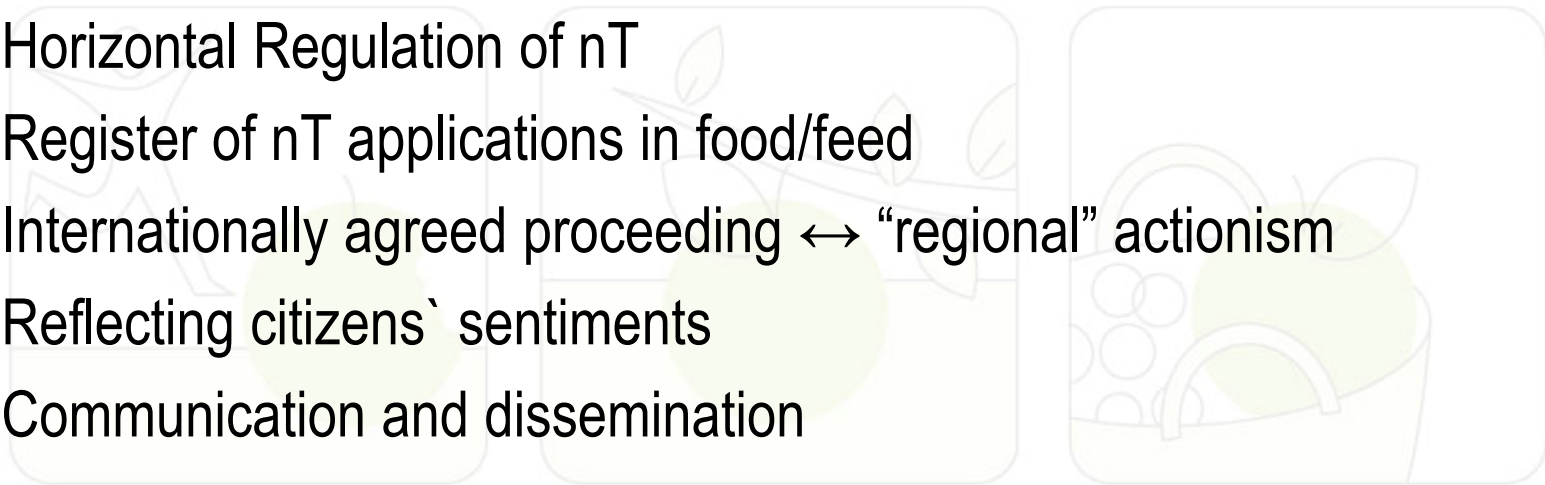 Horizontal Regulation of nT
Register of nT applications in food/feed
Internationally agreed proceeding ↔ “regional” actionism
Reflecting citizens` sentiments
Communication and dissemination